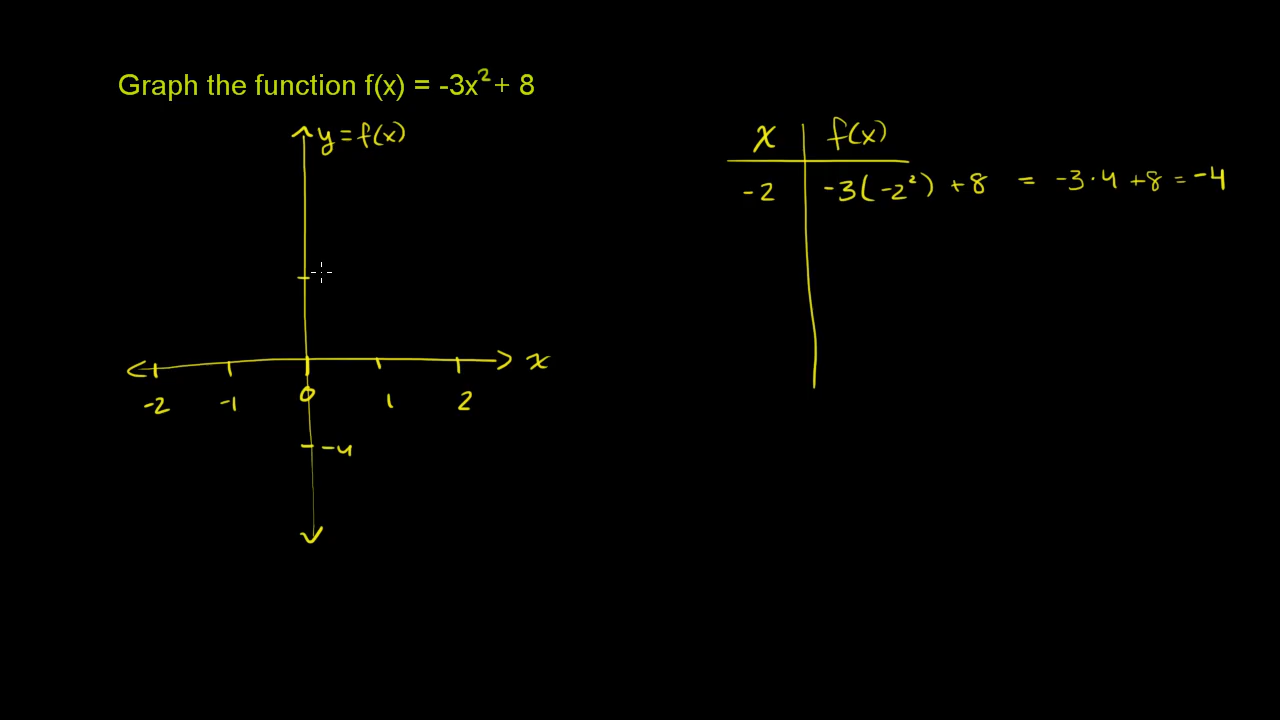 Graph the function f(x) = -3x² + 8
y = f(x)
x f(x)
-2 -3(-2²) + 8 = -3·4 + 8 = -4
x
-2 -1 0 1 2
-4